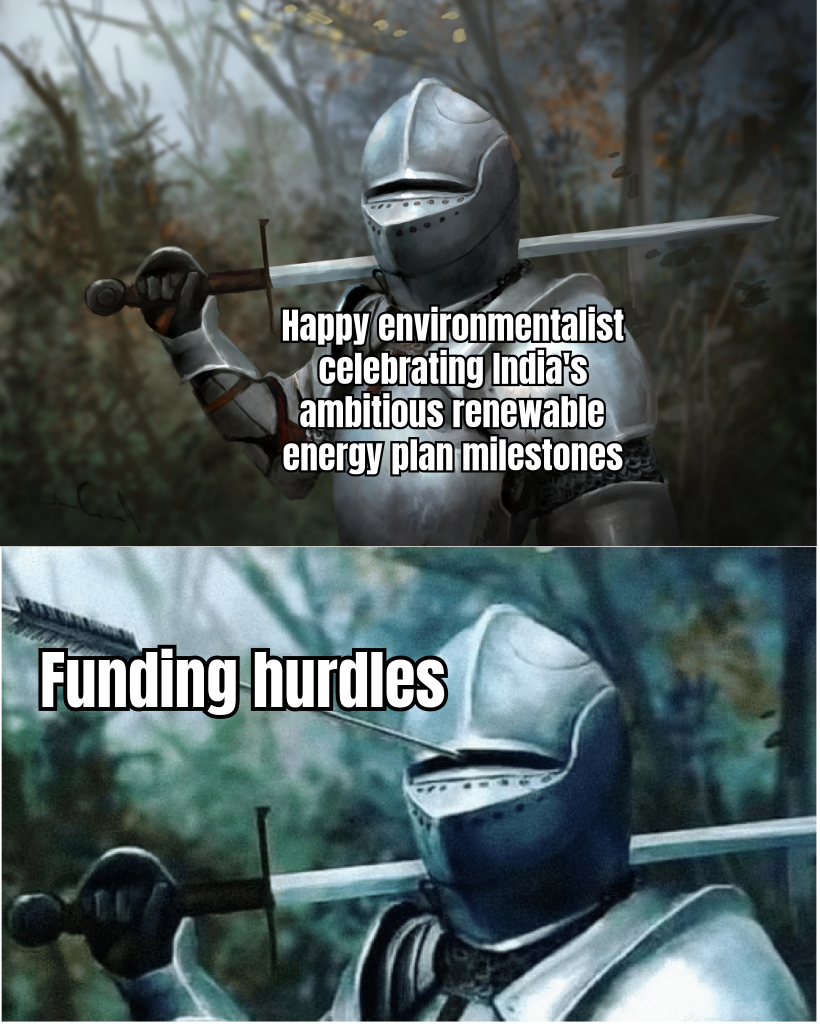 Happy environmentalist
celebrating India's
ambitious renewable
energy plan milestones
Funding hurdles